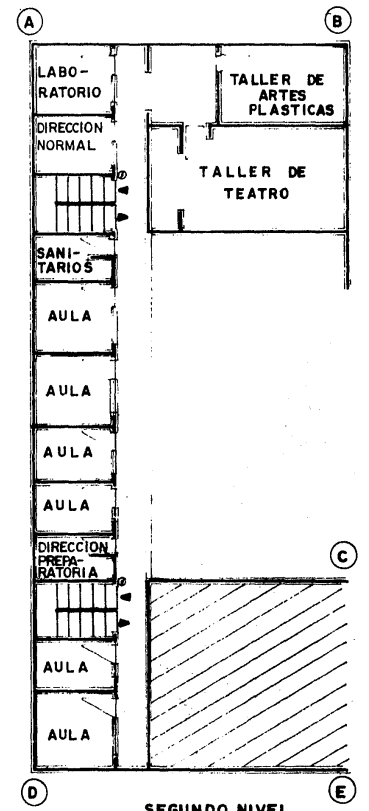 A
B
LABO-
RATORIO
TALLER DE
ARTES
PLASTICAS
DIRECCION
NORMAL
TALLER DE
TEATRO
SANI-
TARIOS
AULA
AULA
AULA
AULA
DIRECCION
PREPA-
RATORIA
C
AULA
AULA
D
E
SEGUNDO NIVEL